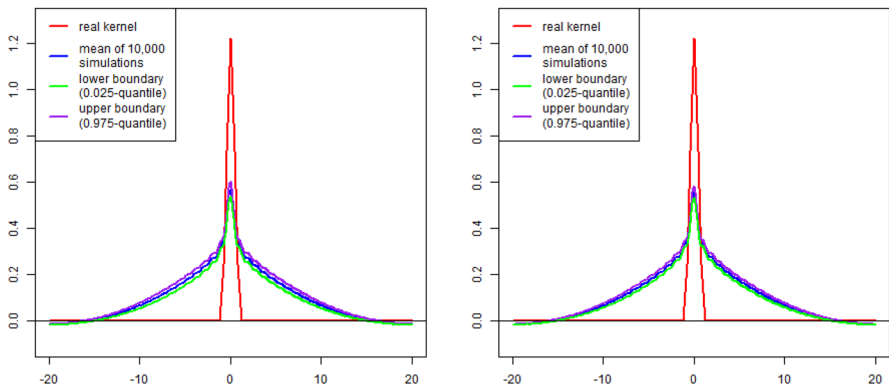 real kernel
mean of 10,000
simulations
lower boundary
(0.025-quantile)
upper boundary
(0.975-quantile)
0.0
0.2
0.4
0.6
0.8
1.0
1.2
-20
-10
0
10
20
real kernel
mean of 10,000
simulations
lower boundary
(0.025-quantile)
upper boundary
(0.975-quantile)
0.0
0.2
0.4
0.6
0.8
1.0
1.2
-20
-10
0
10
20